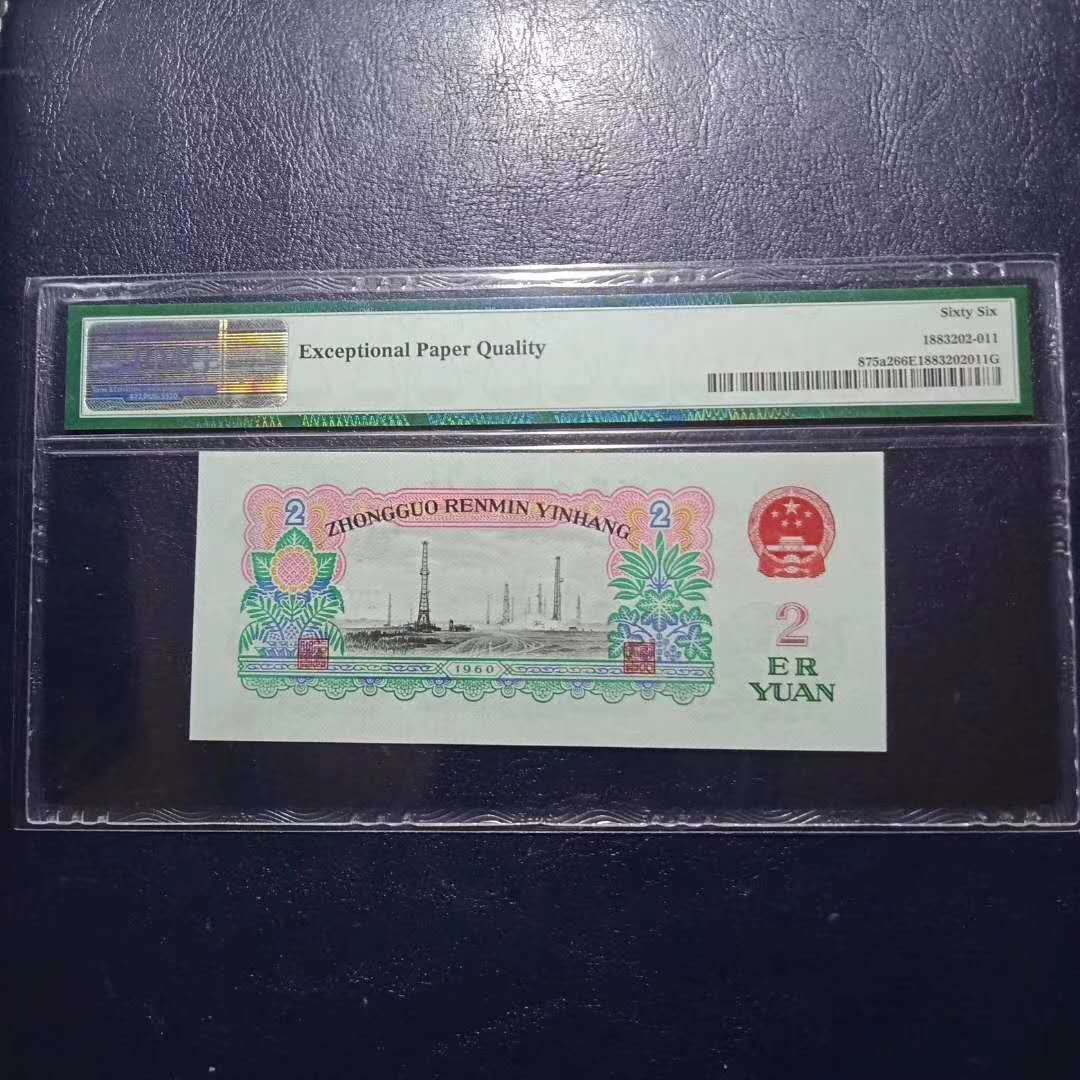 Sixty Six
Exceptional Paper Quality
1883202-011
875a266E1883202011G
2
ZHONGGUO RENMIN YINHANG
2
2
ER
YUAN
1960